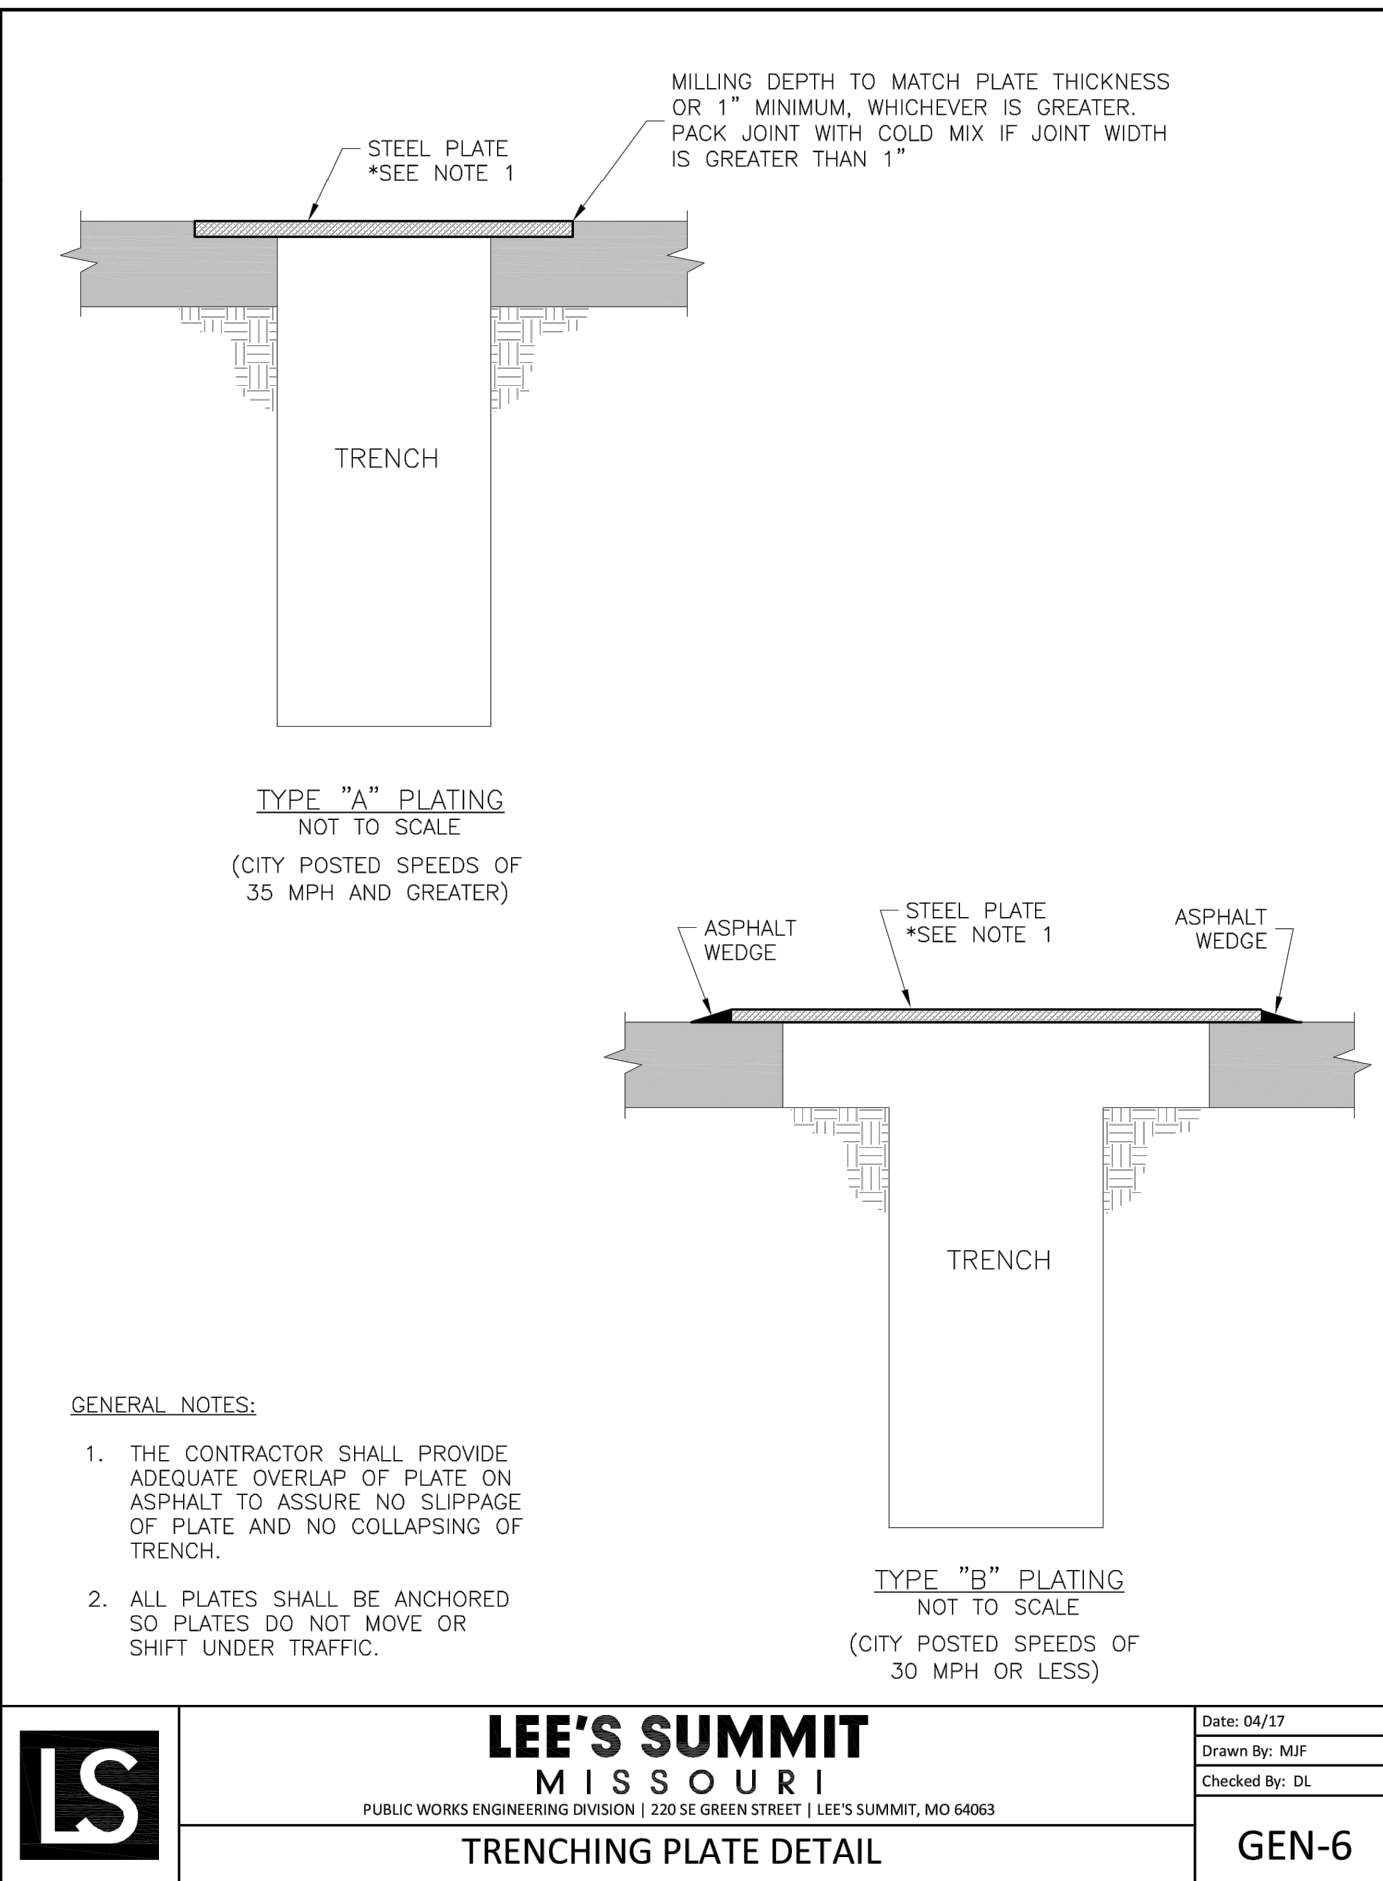 MILLING DEPTH TO MATCH PLATE THICKNESS
OR 1” MINIMUM, WHICHEVER IS GREATER.
PACK JOINT WITH COLD MIX IF JOINT WIDTH
IS GREATER THAN 1”
STEEL PLATE
*SEE NOTE 1
TRENCH
TYPE ”A” PLATING
NOT TO SCALE
(CITY POSTED SPEEDS OF
35 MPH AND GREATER)
ASPHALT
WEDGE
STEEL PLATE
*SEE NOTE 1
ASPHALT
WEDGE
TRENCH
TYPE ”B” PLATING
NOT TO SCALE
(CITY POSTED SPEEDS OF
30 MPH OR LESS)
GENERAL NOTES:
1. THE CONTRACTOR SHALL PROVIDE
ADEQUATE OVERLAP OF PLATE ON
ASPHALT TO ASSURE NO SLIPPAGE
OF PLATE AND NO COLLAPSING OF
TRENCH.
2. ALL PLATES SHALL BE ANCHORED
SO PLATES DO NOT MOVE OR
SHIFT UNDER TRAFFIC.
LS
LEE'S SUMMIT
MISSOURI
PUBLIC WORKS ENGINEERING DIVISION | 220 SE GREEN STREET | LEE'S SUMMIT, MO 64063
TRENCHING PLATE DETAIL
Date: 04/17
Drawn By: MJF
Checked By: DL
GEN-6